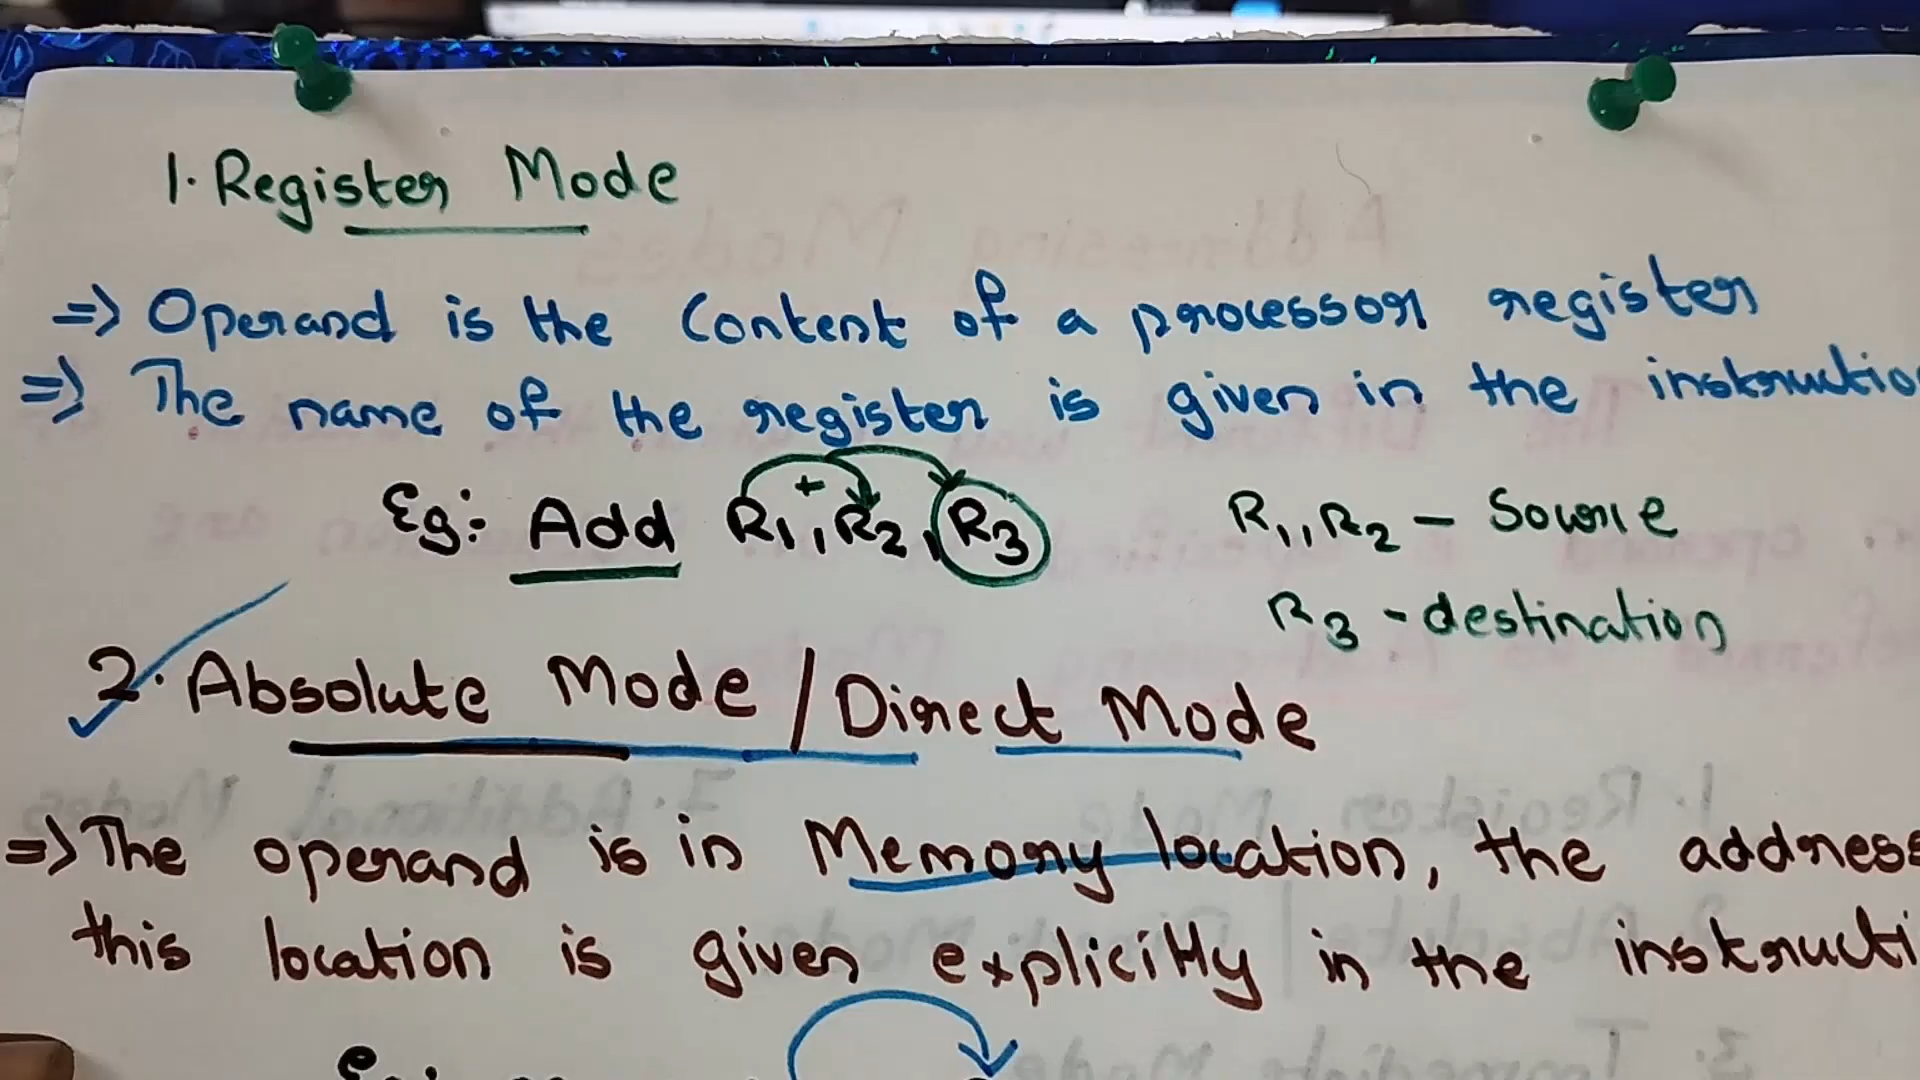 1. Register Mode
=> Operand is the Content of a processor register
=> The name of the register is given in the instructio
Eg: Add R1, R2, R3
+
R1, R2 - Source
R3 - destination
2. Absolute Mode / Direct Mode
=> The operand is in Memory location, the address
this location is given explicitly in the instructi